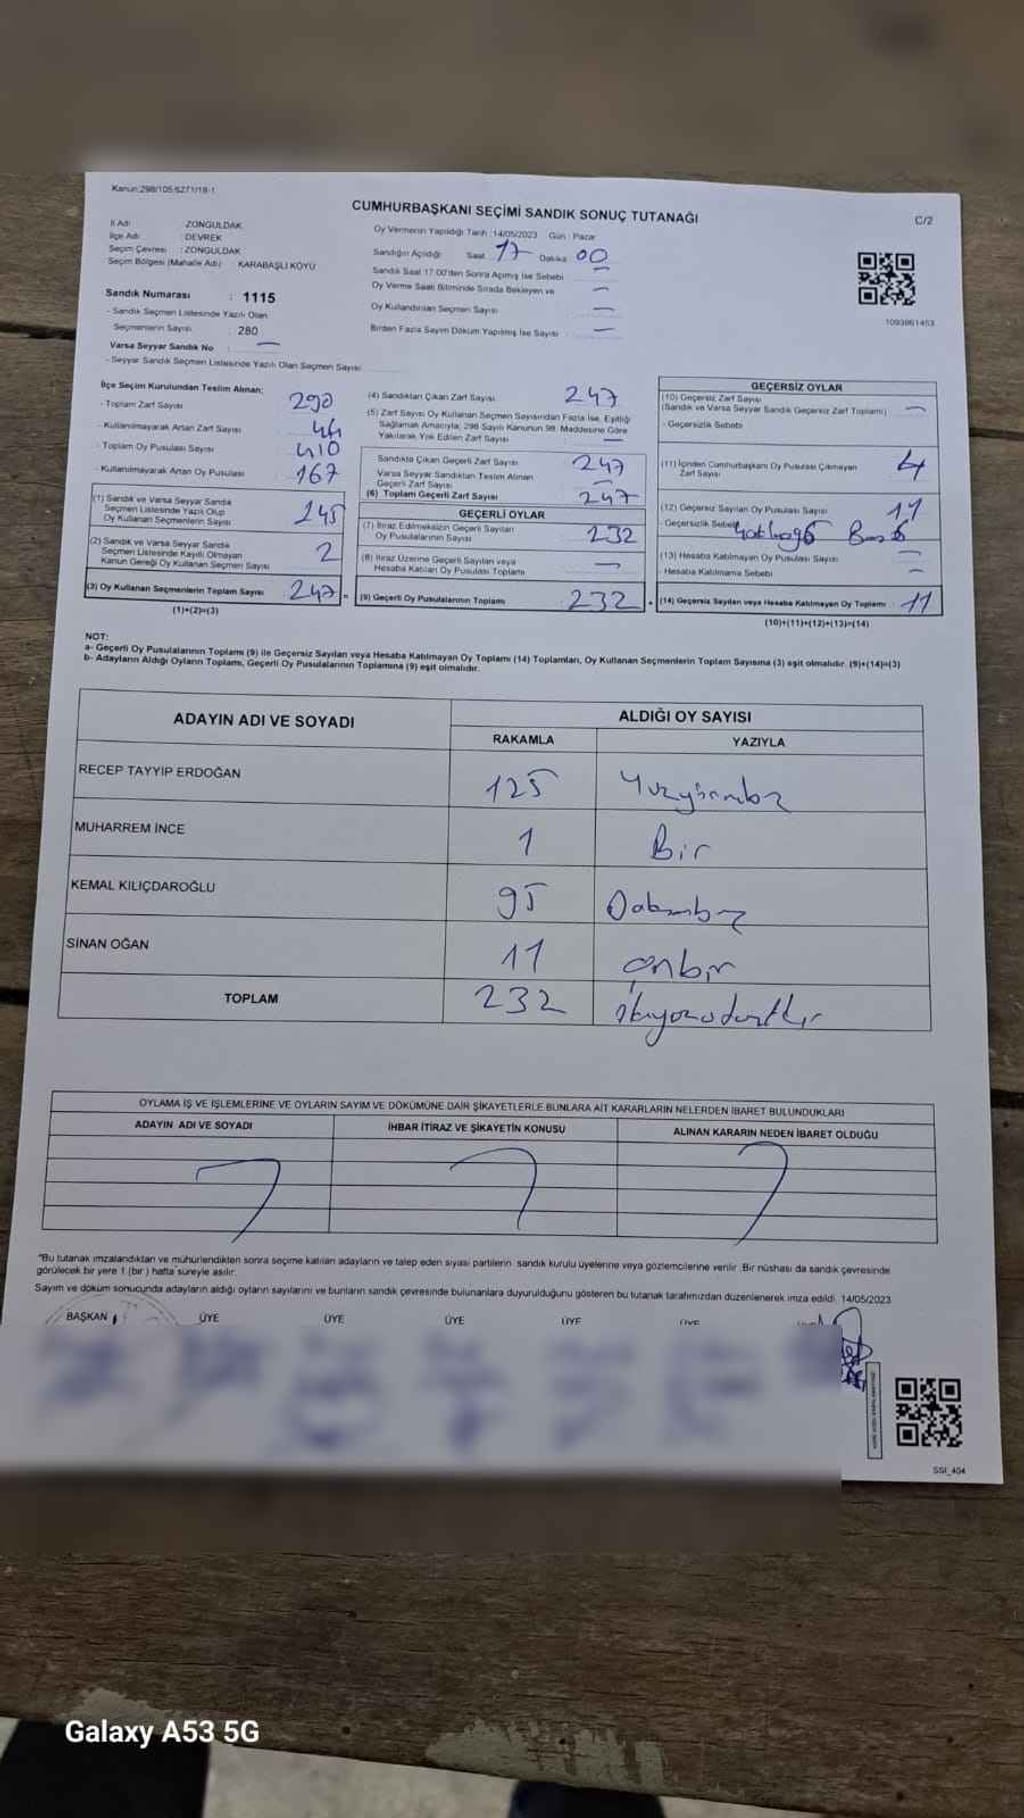 Kanun:298/105-5271/18-1
CUMHURBAŞKANI SEÇİMİ SANDIK SONUÇ TUTANAĞI
C/2
İl Adı : ZONGULDAK
İlçe Adı : DEVREK
Seçim Çevresi : ZONGULDAK
Seçim Bölgesi (Mahalle Adı) : KARABAŞLI KÖYÜ
Sandık Numarası : 1115
- Sandık Seçmen Listesinde Yazılı Olan
Seçmenlerin Sayısı : 280
Varsa Seyyar Sandık No : —
- Seyyar Sandık Seçmen Listesinde Yazılı Olan Seçmen Sayısı
Oy Vermenin Yapıldığı Tarih :14/05/2023 Gün : Pazar
Sandığın Açıldığı Saat 17 Dakika 00
Sandık Saat 17:00'den Sonra Açılmış İse Sebebi —
Oy Verme Saati Bitiminde Sırada Bekleyen ve —
Oy Kullandırılan Seçmen Sayısı —
Birden Fazla Sayım Döküm Yapılmış İse Sayısı —
1093861453
İlçe Seçim Kurulundan Teslim Alınan;
- Toplam Zarf Sayısı 290
- Kullanılmayarak Artan Zarf Sayısı 44
- Toplam Oy Pusulası Sayısı 410
- Kullanılmayarak Artan Oy Pusulası 167
(1) Sandık ve Varsa Seyyar Sandık
Seçmen Listesinde Yazılı Olup
Oy Kullanan Seçmenlerin Sayısı 245
(2) Sandık ve Varsa Seyyar Sandık
Seçmen Listesinde Kayıtlı Olmayan
Kanun Gereği Oy Kullanan Seçmen Sayısı 2
(3) Oy Kullanan Seçmenlerin Toplam Sayısı 247 =
(1)+(2)=(3)
(4) Sandıktan Çıkan Zarf Sayısı 247
(5) Zarf Sayısı Oy Kullanan Seçmen Sayısından Fazla İse, Eşitliği
Sağlamak Amacıyla, 298 Sayılı Kanunun 98. Maddesine Göre
Yakılarak Yok Edilen Zarf Sayısı —
Sandıkta Çıkan Geçerli Zarf Sayısı 247
Varsa Seyyar Sandıktan Teslim Alınan
Geçerli Zarf Sayısı —
(6) Toplam Geçerli Zarf Sayısı 247
GEÇERLİ OYLAR
(7) İtiraz Edilmeksizin Geçerli Sayılan
Oy Pusulalarının Sayısı 232
(8) İtiraz Üzerine Geçerli Sayılan veya
Hesaba Katılan Oy Pusulası Toplamı —
(9) Geçerli Oy Pusulalarının Toplamı 232 +
GEÇERSİZ OYLAR
(10) Geçersiz Zarf Sayısı
(Sandık ve Varsa Seyyar Sandık Geçersiz Zarf Toplamı) —
- Geçersizlik Sebebi
(11) İçinden Cumhurbaşkanı Oy Pusulası Çıkmayan
Zarf Sayısı 4
(12) Geçersiz Sayılan Oy Pusulası Sayısı 11
- Geçersizlik Sebebi
(13) Hesaba Katılmayan Oy Pusulası Sayısı —
- Hesaba Katılmama Sebebi —
(14) Geçersiz Sayılan veya Hesaba Katılmayan Oy Toplamı : 11
(10)+(11)+(12)+(13)=(14)
NOT:
a- Geçerli Oy Pusulalarının Toplamı (9) ile Geçersiz Sayılan veya Hesaba Katılmayan Oy Toplamı (14) Toplamları, Oy Kullanan Seçmenlerin Toplam Sayısına (3) eşit olmalıdır. (9)+(14)=(3)
b- Adayların Aldığı Oyların Toplamı, Geçerli Oy Pusulalarının Toplamına (9) eşit olmalıdır.
ADAYIN ADI VE SOYADI ALDIĞI OY SAYISI
RAKAMLA YAZIYLA
RECEP TAYYİP ERDOĞAN 125
MUHARREM İNCE 1 Bir
KEMAL KILIÇDAROĞLU 95
SİNAN OĞAN 11 onbir
TOPLAM 232
OYLAMA İŞ VE İŞLEMLERİNE VE OYLARIN SAYIM VE DÖKÜMÜNE DAİR ŞİKAYETLERLE BUNLARA AİT KARARLARIN NELERDEN İBARET BULUNDUKLARI
ADAYIN ADI VE SOYADI İHBAR İTİRAZ VE ŞİKAYETİN KONUSU ALINAN KARARIN NEDEN İBARET OLDUĞU
"Bu tutanak imzalandıktan ve mühürlendikten sonra seçime katılan adayların ve talep eden siyasi partilerin sandık kurulu üyelerine veya gözlemcilerine verilir. Bir nüshası da sandık çevresinde
görülecek bir yere 1 (bir ) hafta süreyle asılır.
Sayım ve döküm sonucunda adayların aldığı oyların sayılarını ve bunların sandık çevresinde bulunanlara duyurulduğunu gösteren bu tutanak tarafımızdan düzenlenerek imza edildi. 14/05/2023
BAŞKAN ÜYE ÜYE ÜYE ÜYE ÜYE
SSI_404
Galaxy A53 5G